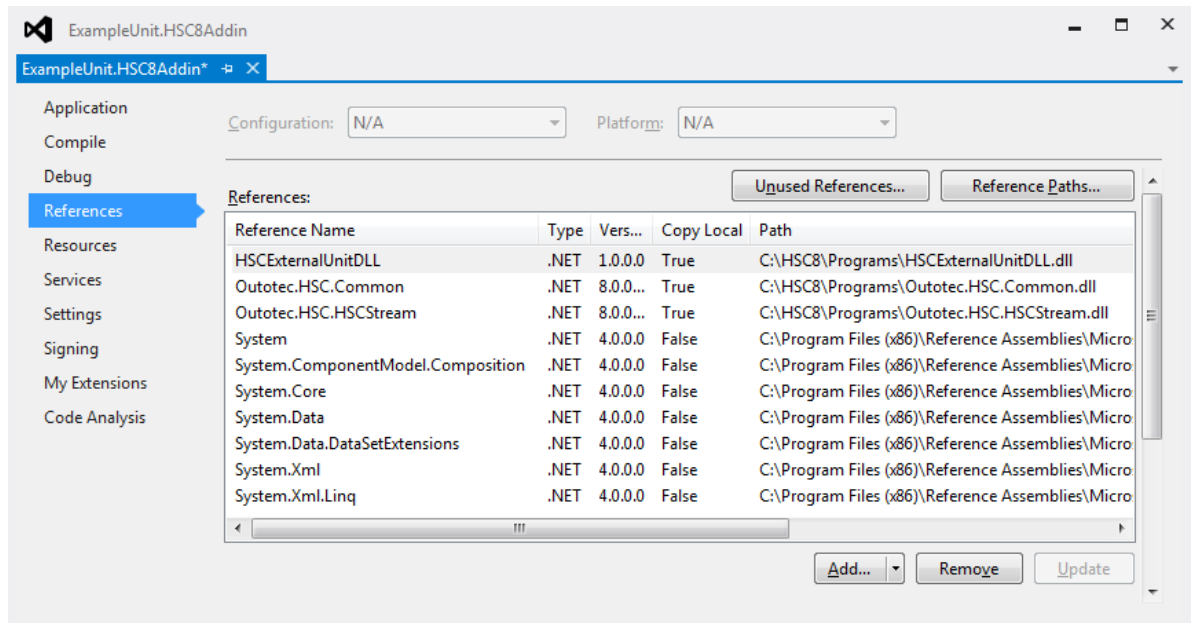 ExampleUnit.HSC8Addin
ExampleUnit.HSC8Addin*
Application
Compile
Debug
References
Resources
Services
Settings
Signing
My Extensions
Code Analysis
Configuration: N/A Platform: N/A
Unused References... Reference Paths...
References:
Reference Name Type Vers... Copy Local Path
HSCExternalUnitDLL .NET 1.0.0.0 True C:\HSC8\Programs\HSCExternalUnitDLL.dll
Outotec.HSC.Common .NET 8.0.0... True C:\HSC8\Programs\Outotec.HSC.Common.dll
Outotec.HSC.HSCStream .NET 8.0.0... True C:\HSC8\Programs\Outotec.HSC.HSCStream.dll
System .NET 4.0.0.0 False C:\Program Files (x86)\Reference Assemblies\Micro
System.ComponentModel.Composition .NET 4.0.0.0 False C:\Program Files (x86)\Reference Assemblies\Micro
System.Core .NET 4.0.0.0 False C:\Program Files (x86)\Reference Assemblies\Micro
System.Data .NET 4.0.0.0 False C:\Program Files (x86)\Reference Assemblies\Micro
System.Data.DataSetExtensions .NET 4.0.0.0 False C:\Program Files (x86)\Reference Assemblies\Micro
System.Xml .NET 4.0.0.0 False C:\Program Files (x86)\Reference Assemblies\Micro
System.Xml.Linq .NET 4.0.0.0 False C:\Program Files (x86)\Reference Assemblies\Micro
Add... Remove Update